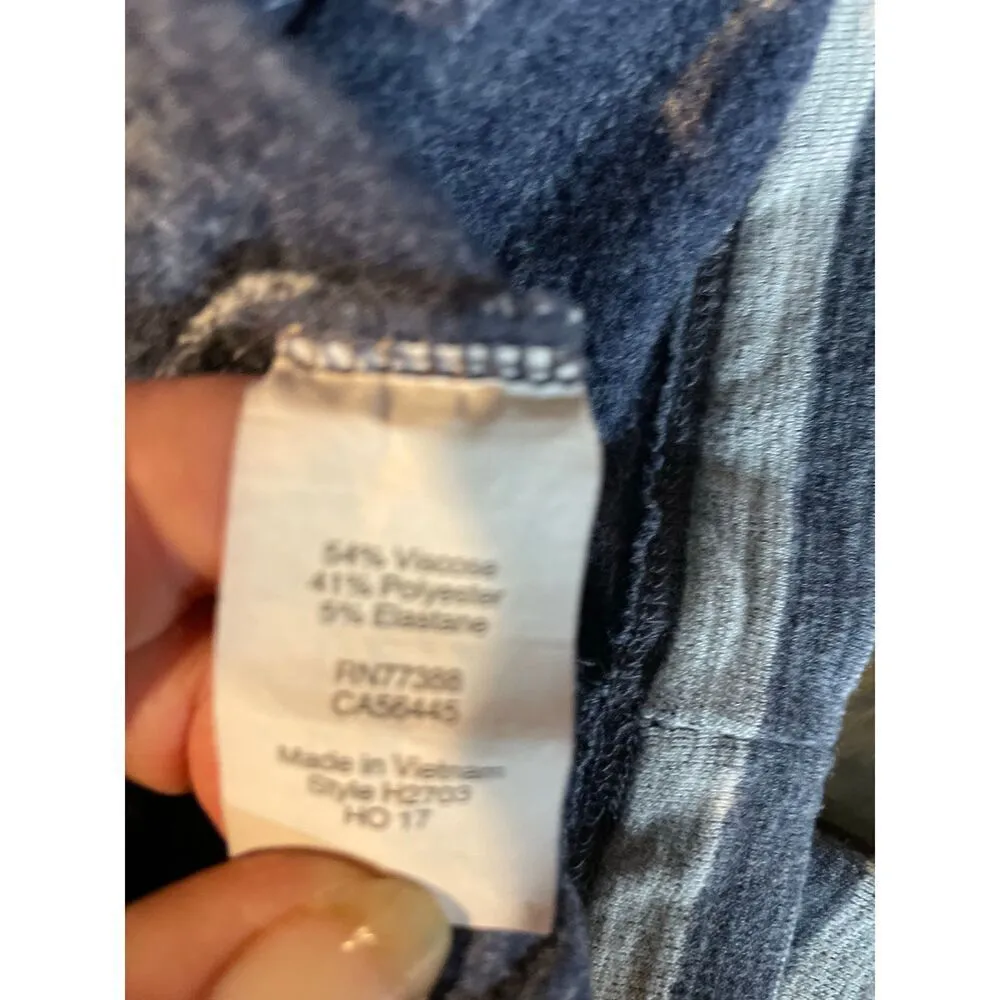 54% Viscose
41% Polyester
5% Elastane
RN77388
CA56445
Made in Vietnam
Style H2703
HO 17